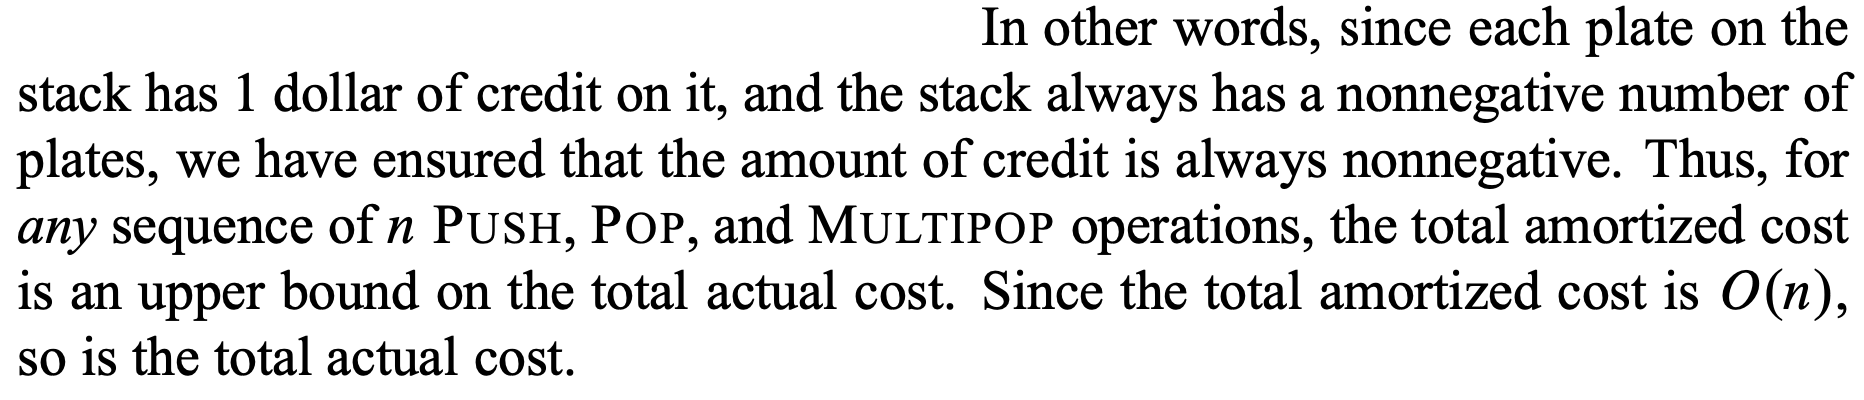 In other words, since each plate on the
stack has 1 dollar of credit on it, and the stack always has a nonnegative number of
plates, we have ensured that the amount of credit is always nonnegative. Thus, for
any sequence of n PUSH, POP, and MULTIPOP operations, the total amortized cost
is an upper bound on the total actual cost. Since the total amortized cost is O(n),
so is the total actual cost.